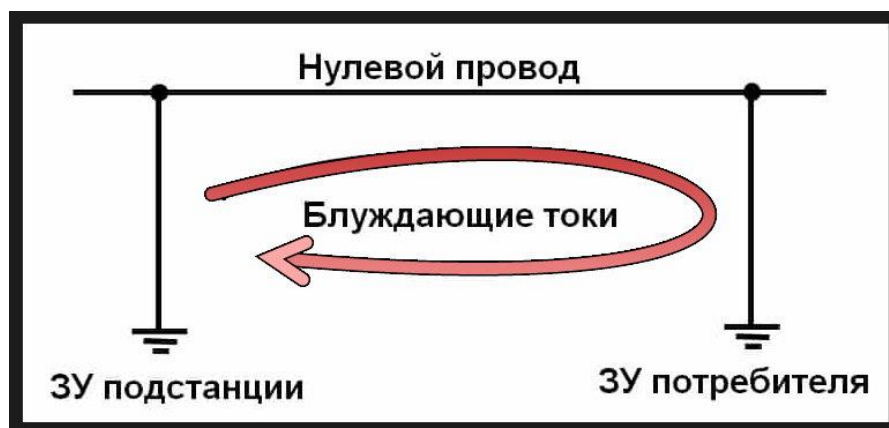 Нулевой провод
Блуждающие токи
ЗУ подстанции
ЗУ потребителя